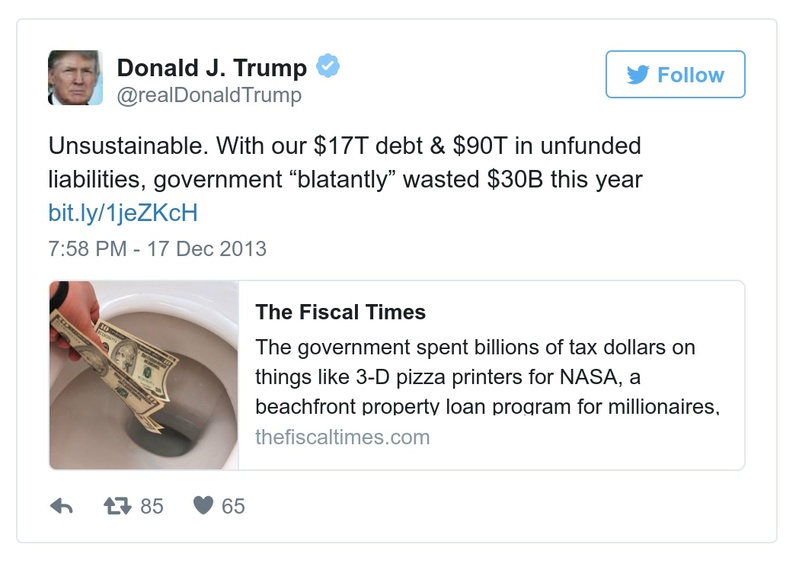 Donald J. Trump
@realDonaldTrump
Follow
Unsustainable. With our $17T debt & $90T in unfunded
liabilities, government “blatantly” wasted $30B this year
bit.ly/1jeZKcH
7:58 PM - 17 Dec 2013
The Fiscal Times
The government spent billions of tax dollars on
things like 3-D pizza printers for NASA, a
beachfront property loan program for millionaires,
thefiscaltimes.com
85
65